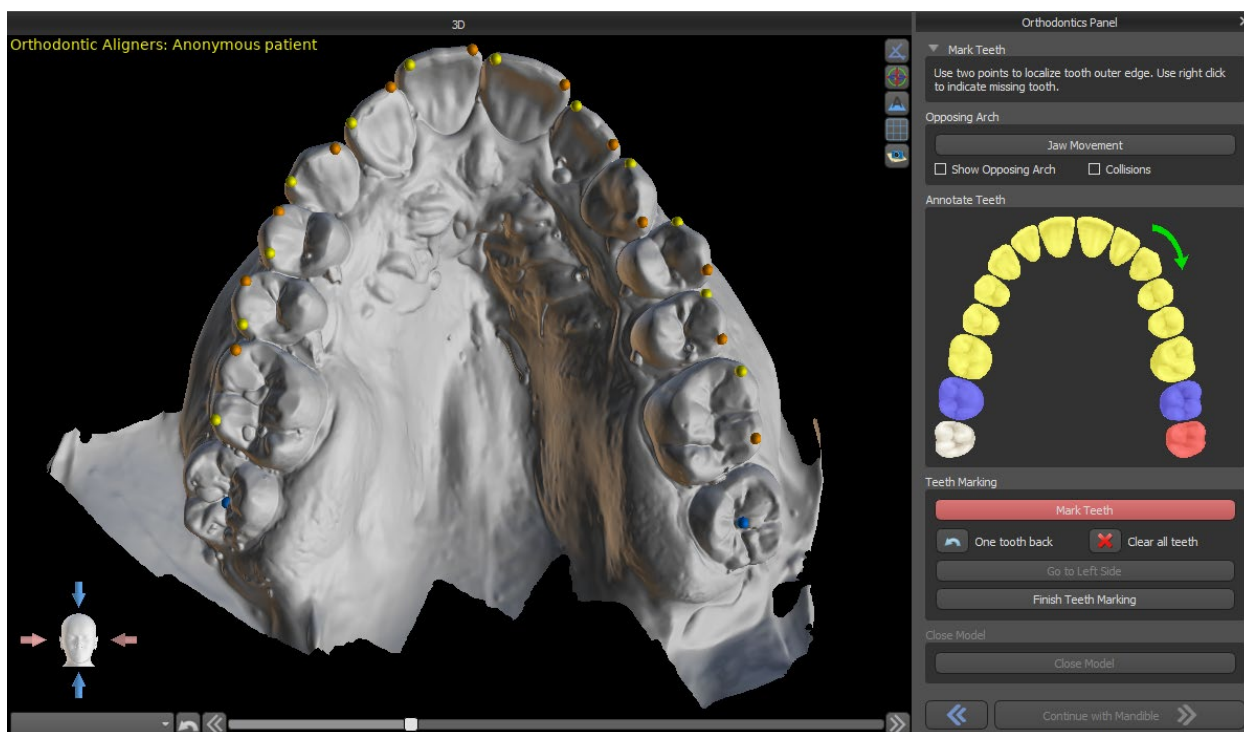 3D
Orthodontic Aligners: Anonymous patient
Orthodontics Panel
Mark Teeth
Use two points to localize tooth outer edge. Use right click
to indicate missing tooth.
Opposing Arch
Jaw Movement
Show Opposing Arch
Collisions
Annotate Teeth
Teeth Marking
Mark Teeth
One tooth back
Clear all teeth
Go to Left Side
Finish Teeth Marking
Close Model
Close Model
Continue with Mandible